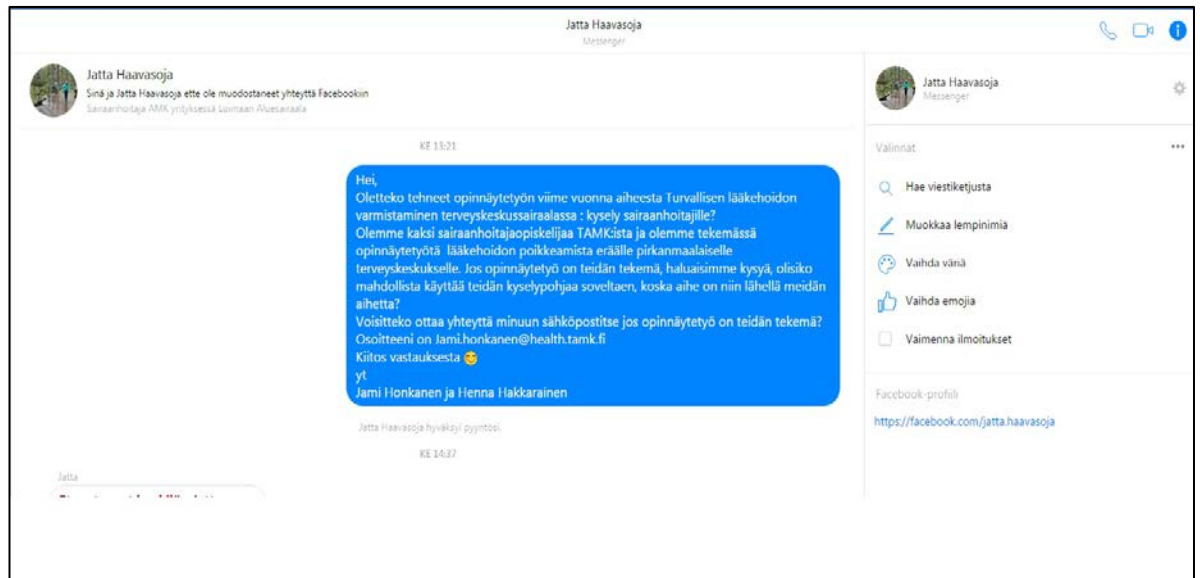 Jatta Haavasoja
Messenger
Jatta Haavasoja
Sinä ja Jatta Haavasoja ette ole muodostaneet yhteyttä Facebookiin
Sairaanhoitaja AMK yrityksessä Loimaan Aluesairaala
KE 13:21
Hei,
Oletteko tehneet opinnäytetyön viime vuonna aiheesta Turvallisen lääkehoidon
varmistaminen terveyskeskussairaalassa : kysely sairaanhoitajille?
Olemme kaksi sairaanhoitajaopiskelijaa TAMK:ista ja olemme tekemässä
opinnäytetyötä lääkehoidon poikkeamista eräälle pirkanmaalaiselle
terveyskeskukselle. Jos opinnäytetyö on teidän tekemä, haluaisimme kysyä, olisiko
mahdollista käyttää teidän kyselypohjaa soveltaen, koska aihe on niin lähellä meidän
aihetta?
Voisitteko ottaa yhteyttä minuun sähköpostitse jos opinnäytetyö on teidän tekemä?
Osoitteeni on Jami.honkanen@health.tamk.fi
Kiitos vastauksesta 😊
yt
Jami Honkanen ja Henna Hakkarainen
Jatta Haavasoja hyväksyi pyyntösi.
KE 14:37
Jatta
Jatta Haavasoja
Messenger
Valinnat
Hae viestiketjusta
Muokkaa lempinimiä
Vaihda väriä
Vaihda emojia
Vaimenna ilmoitukset
Facebook-profiili
https://facebook.com/jatta.haavasoja